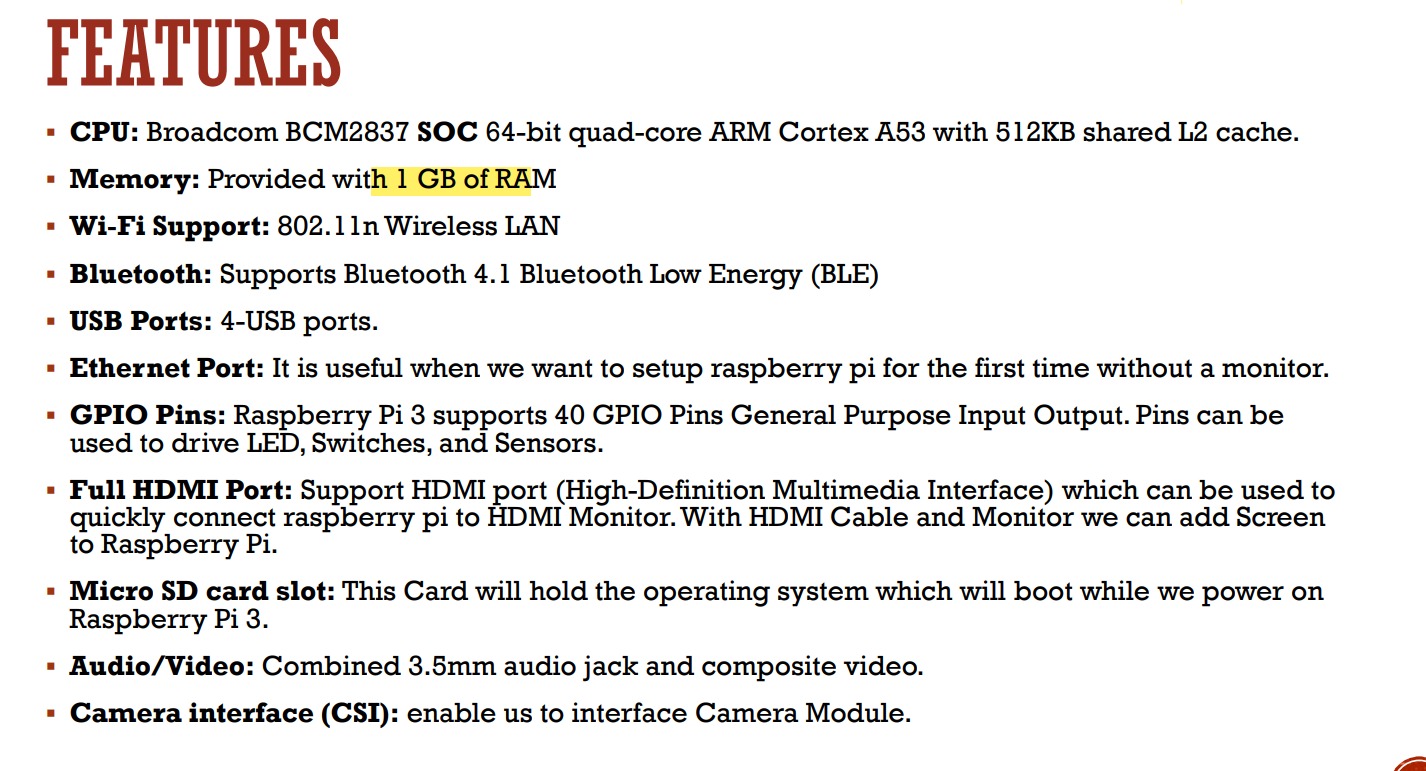 FEATURES
▪ CPU: Broadcom BCM2837 SOC 64-bit quad-core ARM Cortex A53 with 512KB shared L2 cache.
▪ Memory: Provided with 1 GB of RAM
▪ Wi-Fi Support: 802.11n Wireless LAN
▪ Bluetooth: Supports Bluetooth 4.1 Bluetooth Low Energy (BLE)
▪ USB Ports: 4-USB ports.
▪ Ethernet Port: It is useful when we want to setup raspberry pi for the first time without a monitor.
▪ GPIO Pins: Raspberry Pi 3 supports 40 GPIO Pins General Purpose Input Output. Pins can be
used to drive LED, Switches, and Sensors.
▪ Full HDMI Port: Support HDMI port (High-Definition Multimedia Interface) which can be used to
quickly connect raspberry pi to HDMI Monitor. With HDMI Cable and Monitor we can add Screen
to Raspberry Pi.
▪ Micro SD card slot: This Card will hold the operating system which will boot while we power on
Raspberry Pi 3.
▪ Audio/Video: Combined 3.5mm audio jack and composite video.
▪ Camera interface (CSI): enable us to interface Camera Module.